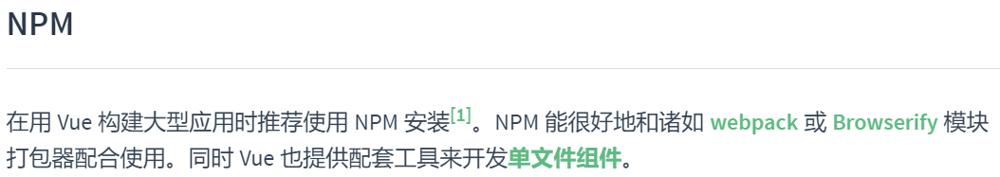 NPM
在用 Vue 构建大型应用时推荐使用 NPM 安装[1]。NPM 能很好地和诸如 webpack 或 Browserify 模块
打包器配合使用。同时 Vue 也提供配套工具来开发单文件组件。